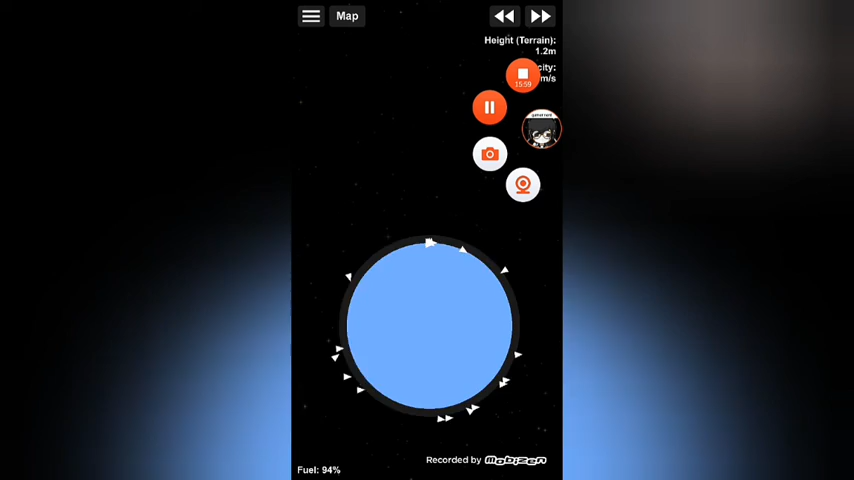 Map
Height (Terrain):
1.2m
city:
m/s
15:59
Recorded by mobizen
Fuel: 94%